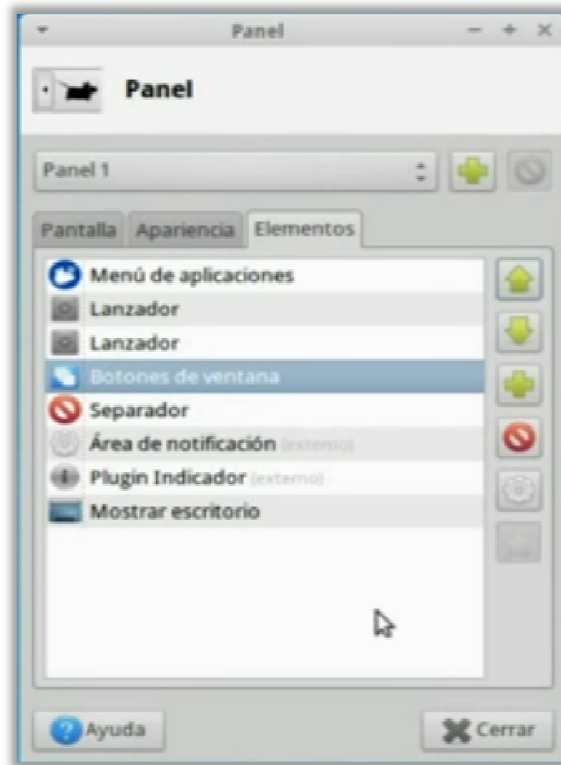 Panel
Panel
Panel 1
Pantalla Apariencia Elementos
Menú de aplicaciones
Lanzador
Lanzador
Botones de ventana
Separador
Área de notificación (externo)
Plugin Indicador (externo)
Mostrar escritorio
Ayuda
Cerrar